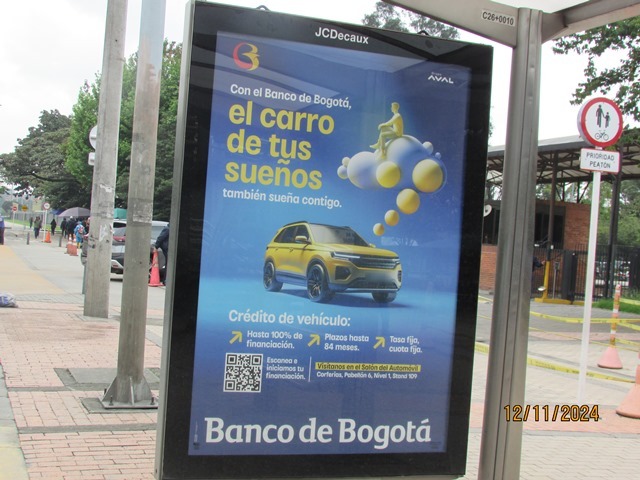 JCDecaux
C26+0010
AVAL
Con el Banco de Bogotá,
el carro
de tus
sueños
también sueña contigo.
Crédito de vehículo:
Hasta 100% de
financiación.
Plazos hasta
84 meses.
Tasa fija,
cuota fija.
Escanea e
iniciamos tu
financiación.
Visítanos en el Salón del Automóvil
Corferias, Pabellón 6, Nivel 1, Stand 109
Banco de Bogotá
PRIORIDAD
PEATÓN
12/11/2024